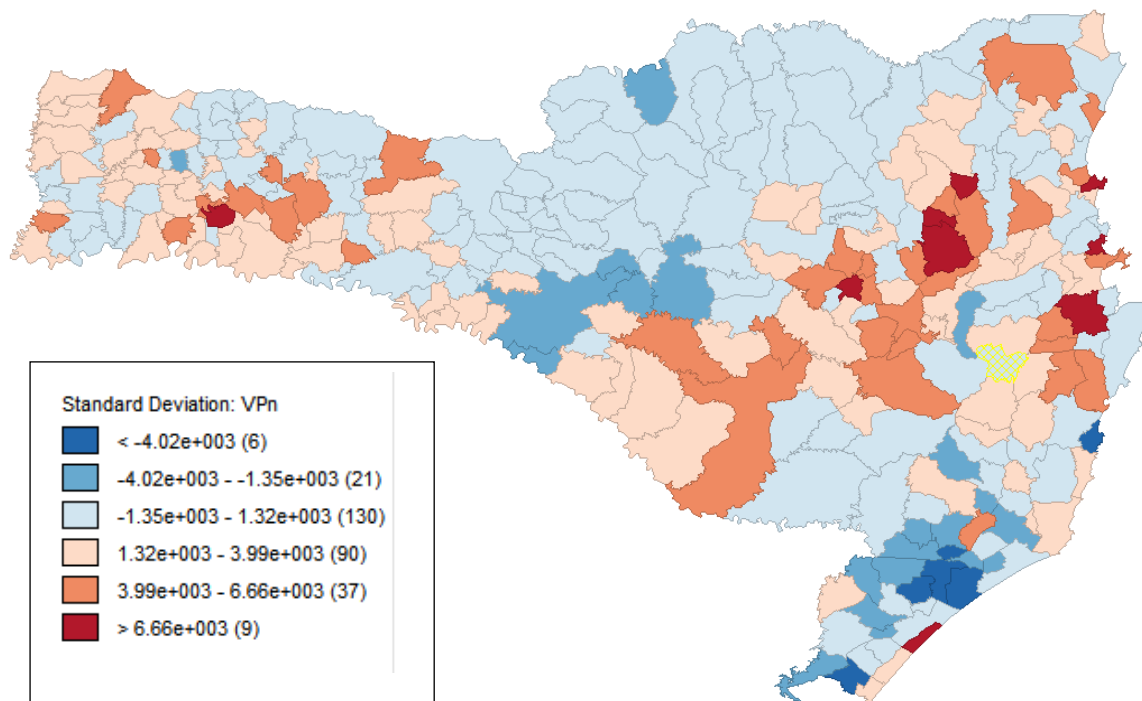 Standard Deviation: VPn
< -4.02e+003 (6)
-4.02e+003 - -1.35e+003 (21)
-1.35e+003 - 1.32e+003 (130)
1.32e+003 - 3.99e+003 (90)
3.99e+003 - 6.66e+003 (37)
> 6.66e+003 (9)